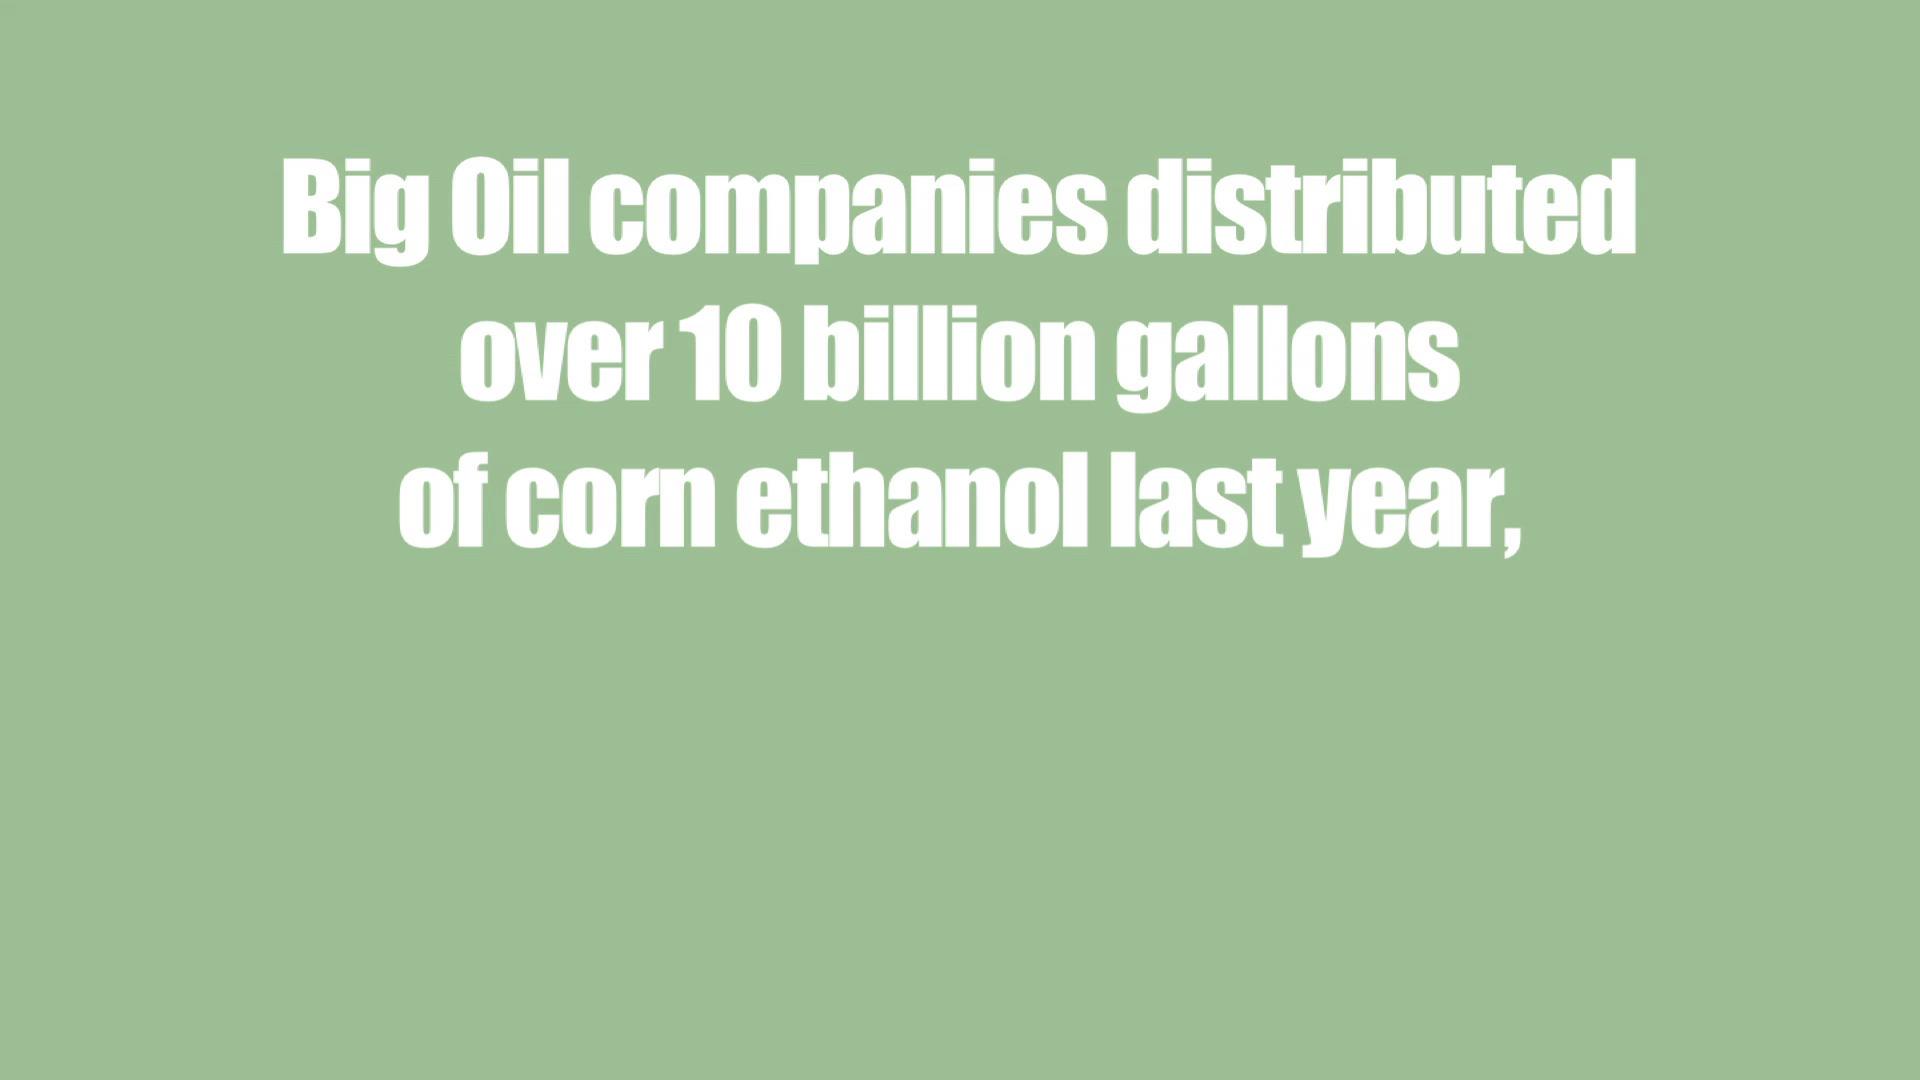 Big Oil companies distributed
over 10 billion gallons
of corn ethanol last year,